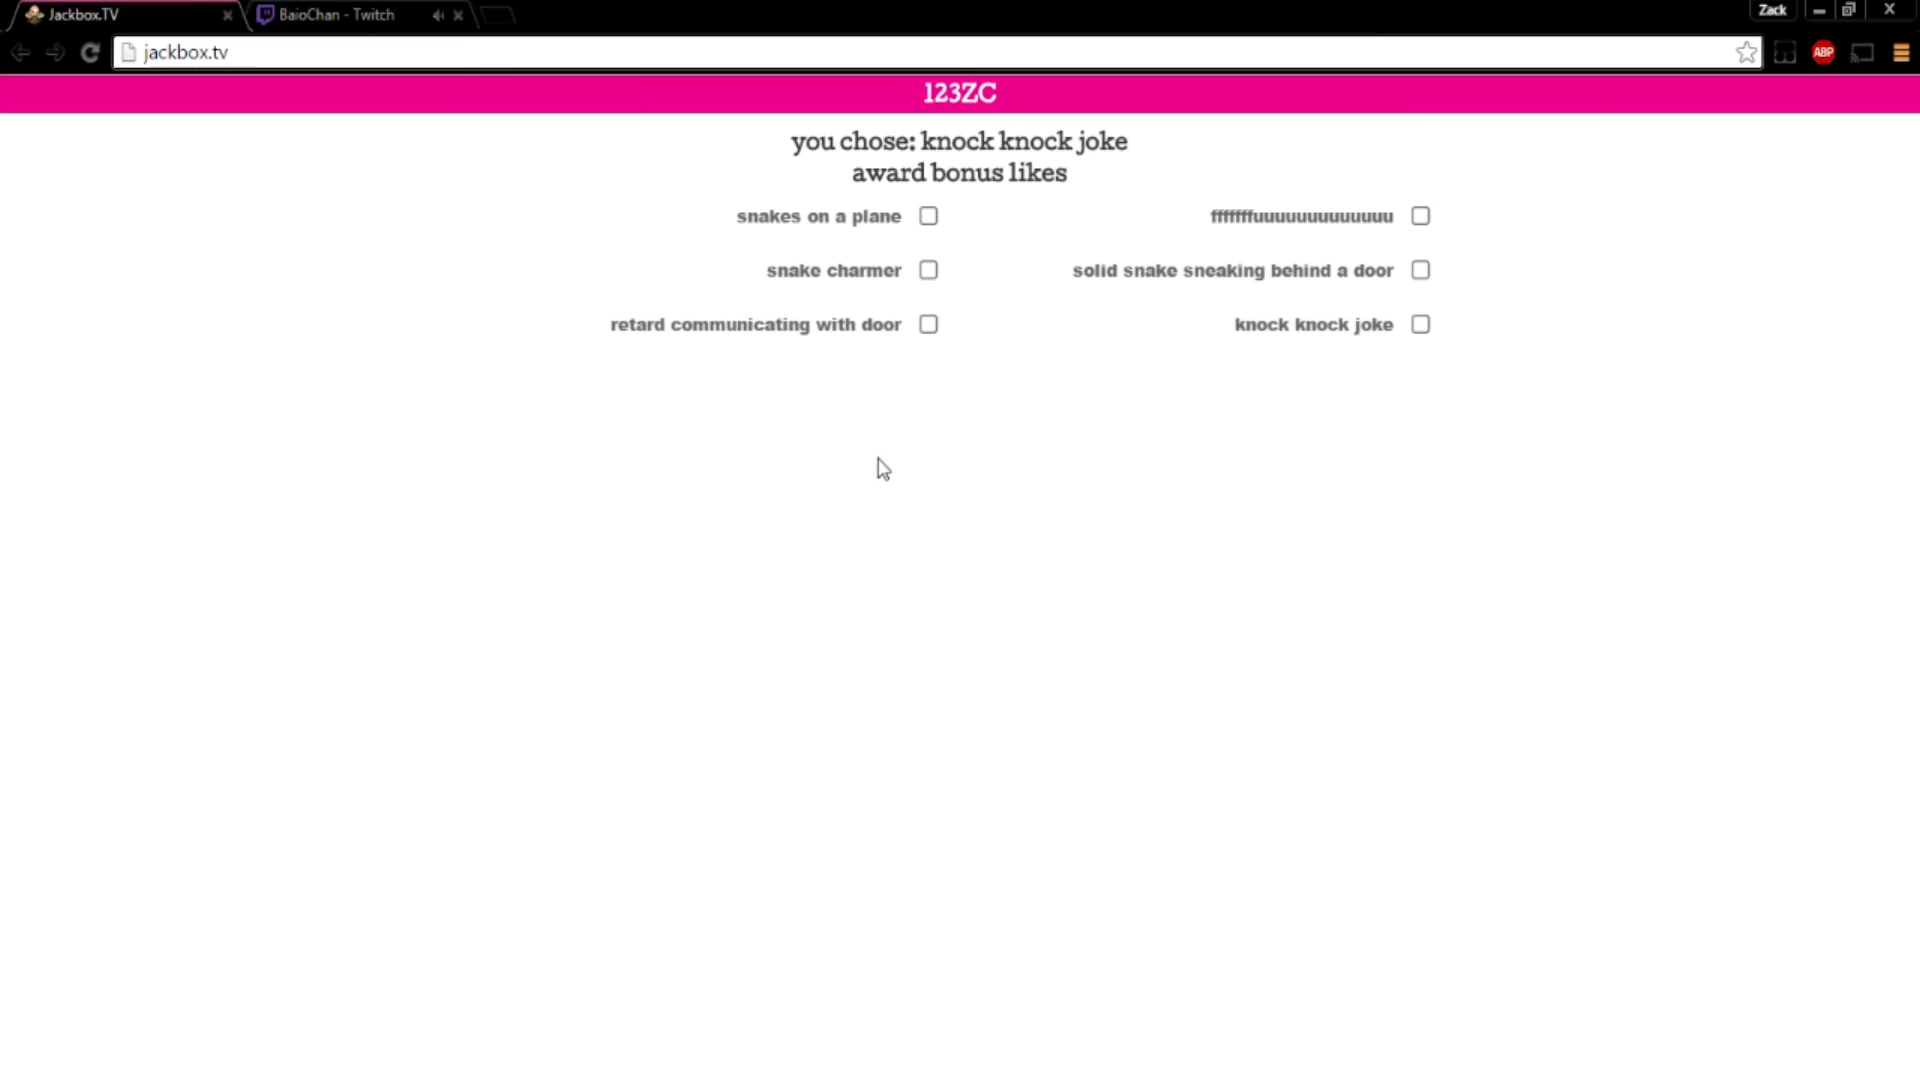 Jackbox.TV
BaioChan - Twitch
Zack
jackbox.tv
ABP
123ZC
you chose: knock knock joke
award bonus likes
snakes on a plane
fffffffuuuuuuuuuuuuu
snake charmer
solid snake sneaking behind a door
retard communicating with door
knock knock joke